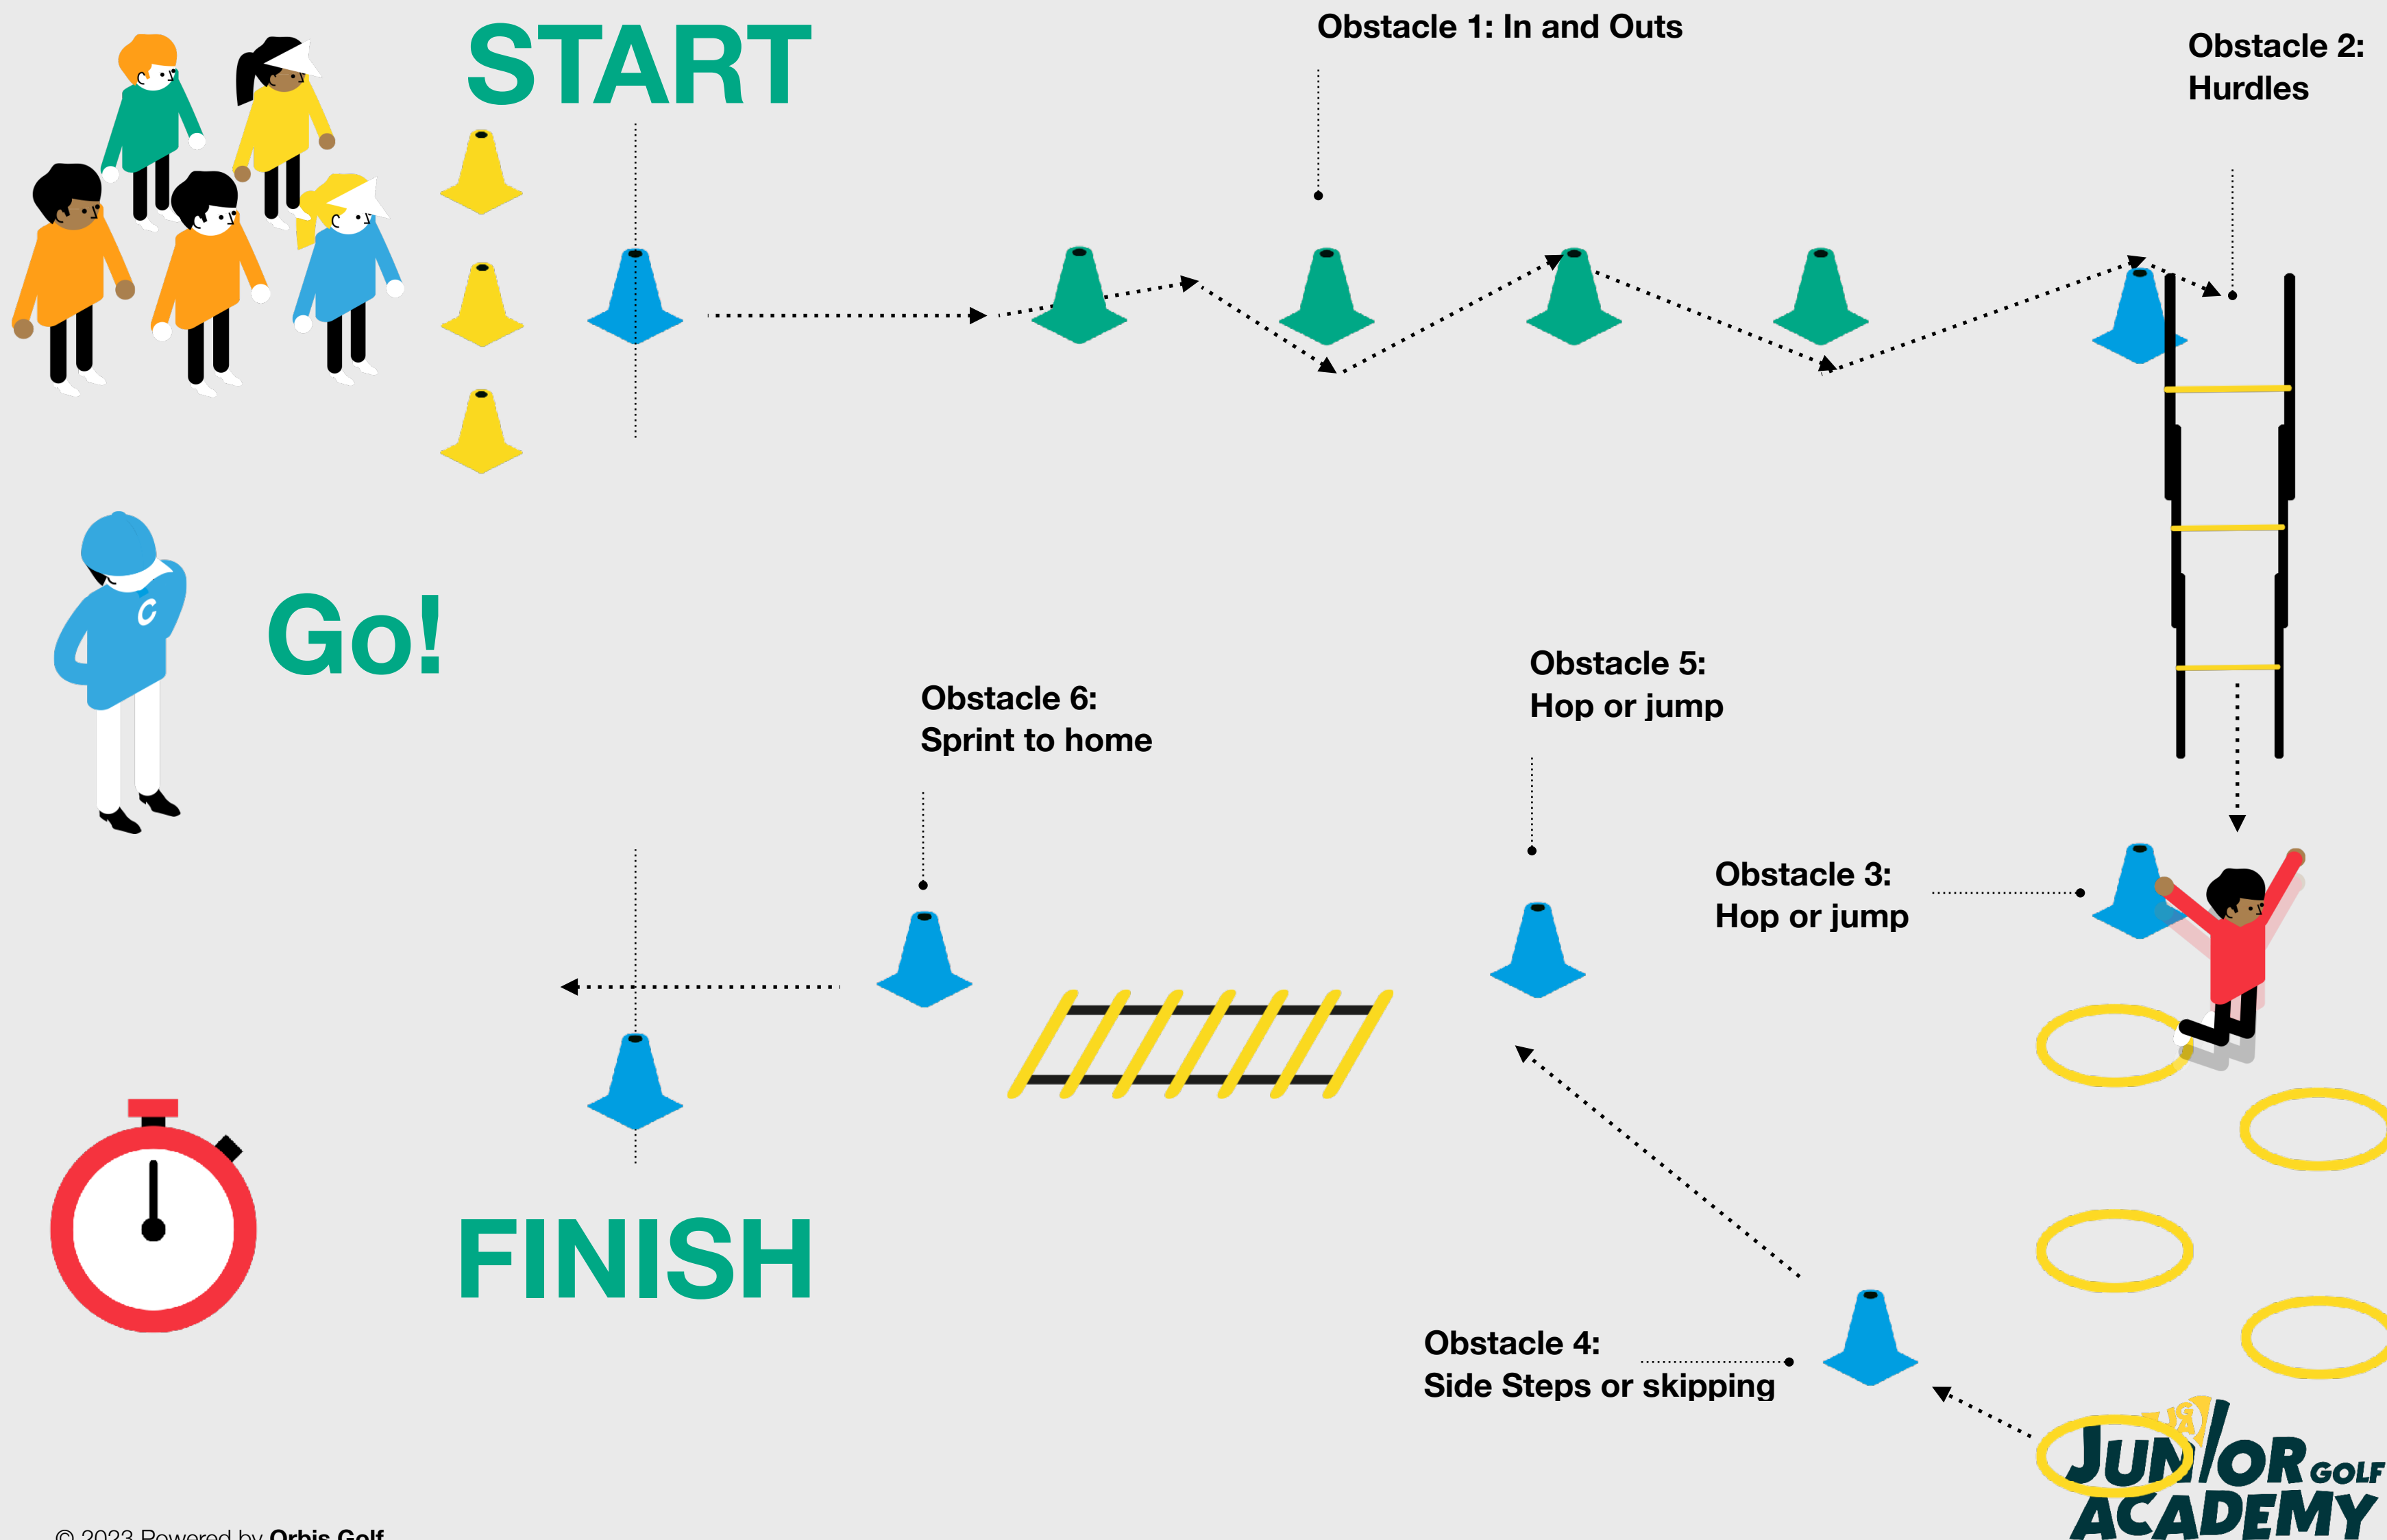 START
Obstacle 1: In and Outs
Obstacle 2:
Hurdles
C
Go!
Obstacle 5:
Hop or jump
Obstacle 6:
Sprint to home
Obstacle 3:
Hop or jump
FINISH
Obstacle 4:
Side Steps or skipping
JGA
JUNIOR GOLF
ACADEMY
© 2023 Powered by Orbis Golf